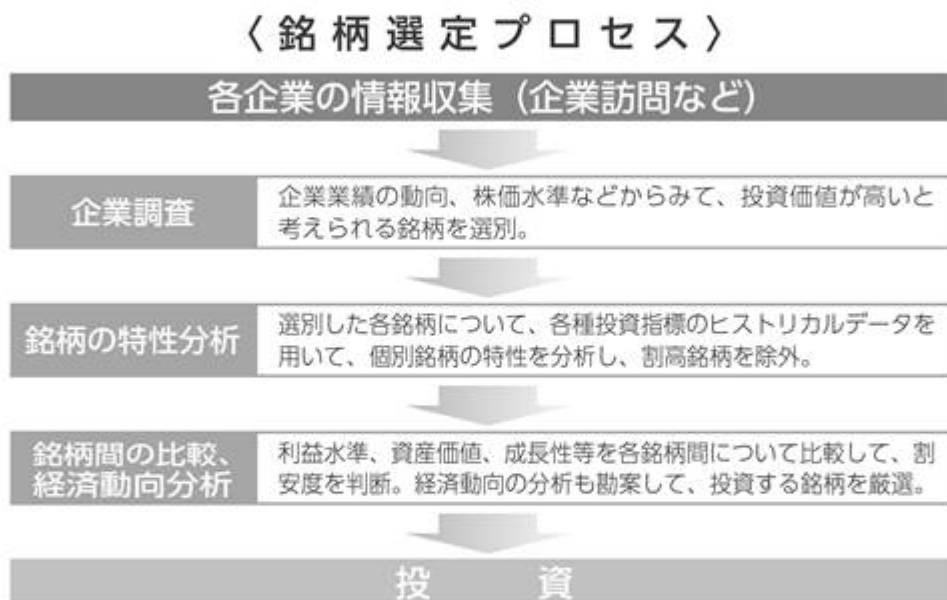 〈銘柄選定プロセス〉
各企業の情報収集（企業訪問など）
企業調査
企業業績の動向、株価水準などからみて、投資価値が高いと
考えられる銘柄を選別。
銘柄の特性分析
選別した各銘柄について、各種投資指標のヒストリカルデータを
用いて、個別銘柄の特性を分析し、割高銘柄を除外。
銘柄間の比較、
経済動向分析
利益水準、資産価値、成長性等を各銘柄間について比較して、割
安度を判断。経済動向の分析も勘案して、投資する銘柄を厳選。
投資